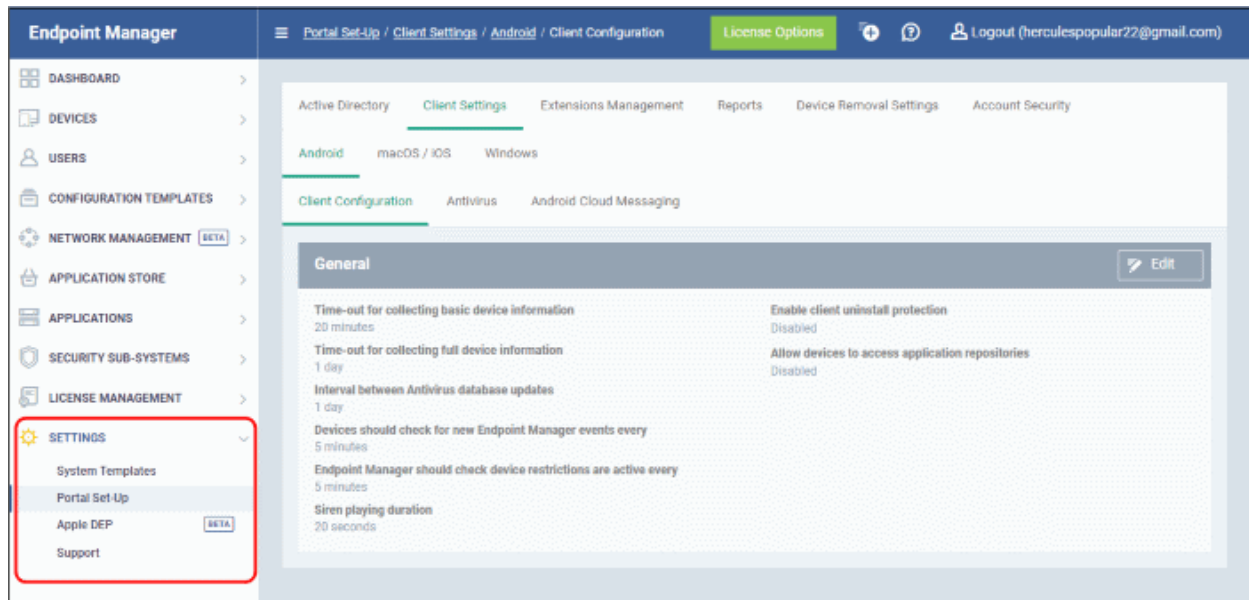 Endpoint Manager
Portal Set-Up / Client Settings / Android / Client Configuration
License Options
Logout (herculespopular22@gmail.com)
DASHBOARD
DEVICES
USERS
CONFIGURATION TEMPLATES
NETWORK MANAGEMENT BETA
APPLICATION STORE
APPLICATIONS
SECURITY SUB-SYSTEMS
LICENSE MANAGEMENT
SETTINGS
System Templates
Portal Set-Up
Apple DEP BETA
Support
Active Directory Client Settings Extensions Management Reports Device Removal Settings Account Security
Android macOS / iOS Windows
Client Configuration Antivirus Android Cloud Messaging
General Edit
Time-out for collecting basic device information
20 minutes
Time-out for collecting full device information
1 day
Interval between Antivirus database updates
1 day
Devices should check for new Endpoint Manager events every
5 minutes
Endpoint Manager should check device restrictions are active every
5 minutes
Siren playing duration
20 seconds
Enable client uninstall protection
Disabled
Allow devices to access application repositories
Disabled